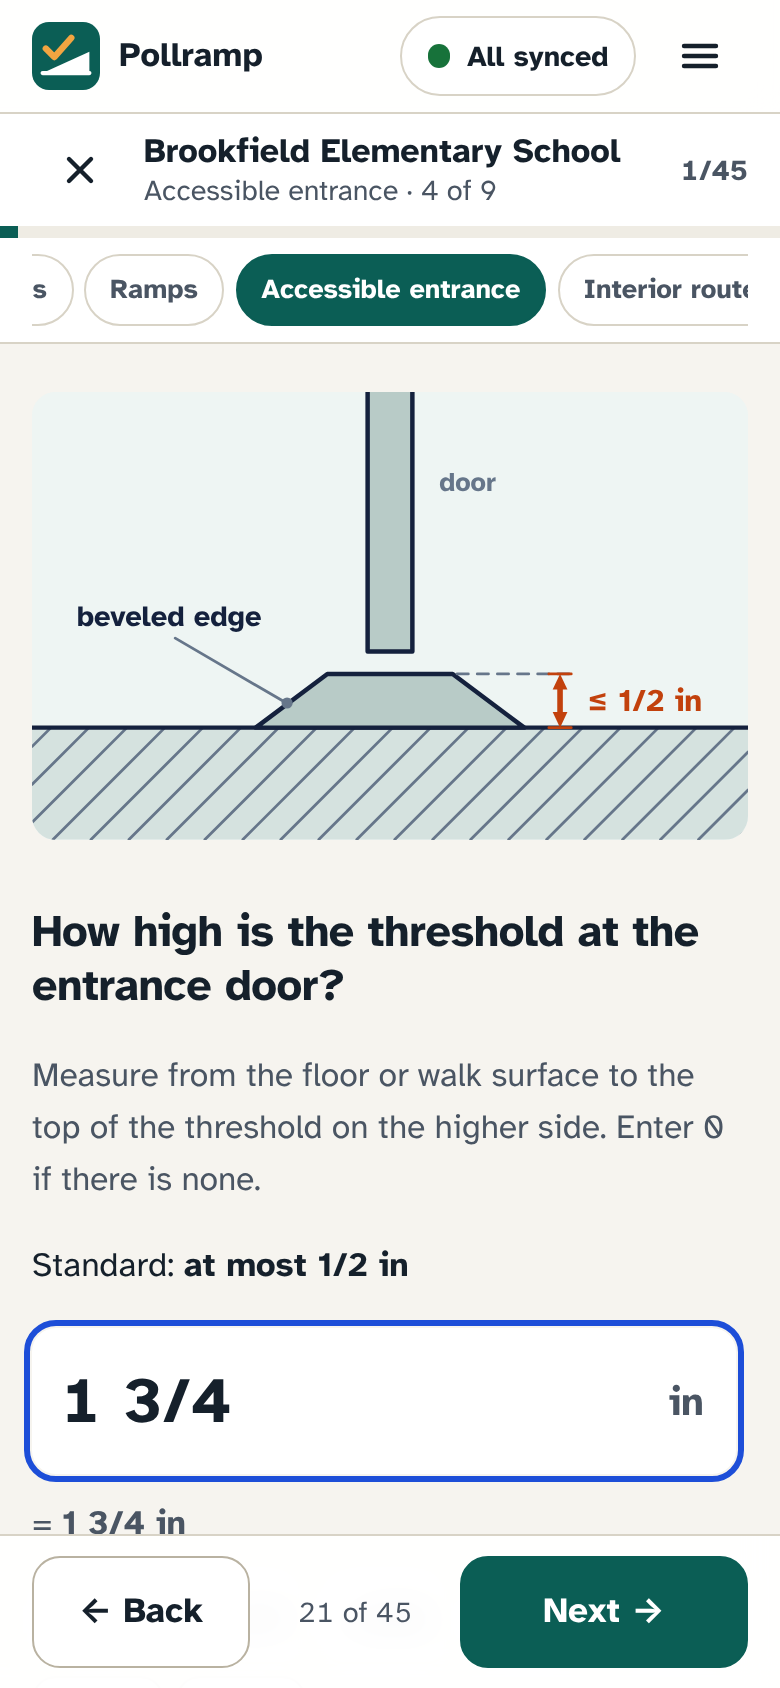 Pollramp
All synced
Brookfield Elementary School
Accessible entrance · 4 of 9
1/45
s
Ramps
Accessible entrance
Interior route
door
beveled edge
≤ 1/2 in
How high is the threshold at the
entrance door?
Measure from the floor or walk surface to the
top of the threshold on the higher side. Enter 0
if there is none.
Standard: at most 1/2 in
1 3/4
in
= 1 3/4 in
← Back
21 of 45
Next →